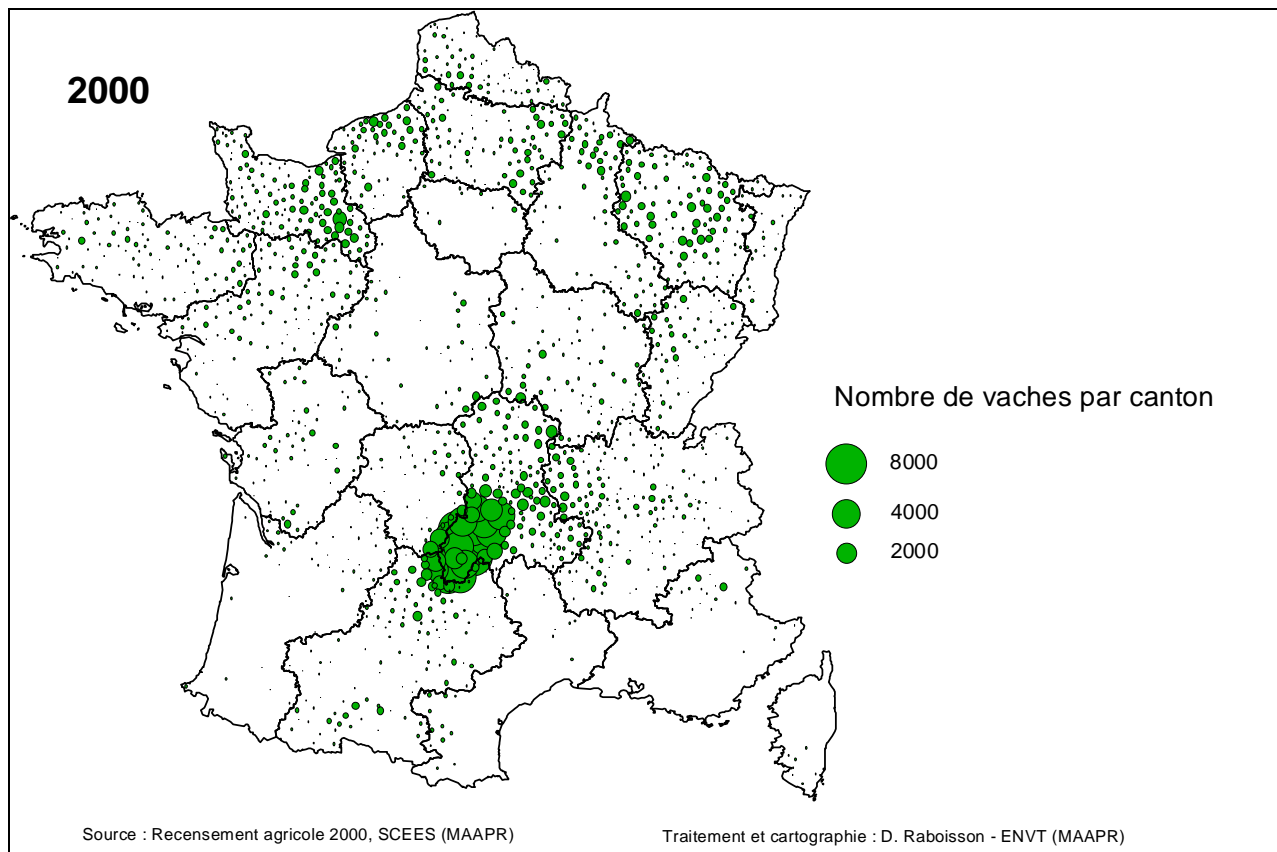 2000
Nombre de vaches par canton
8000
4000
2000
Source : Recensement agricole 2000, SCEES (MAAPR)
Traitement et cartographie : D. Raboisson - ENVT (MAAPR)